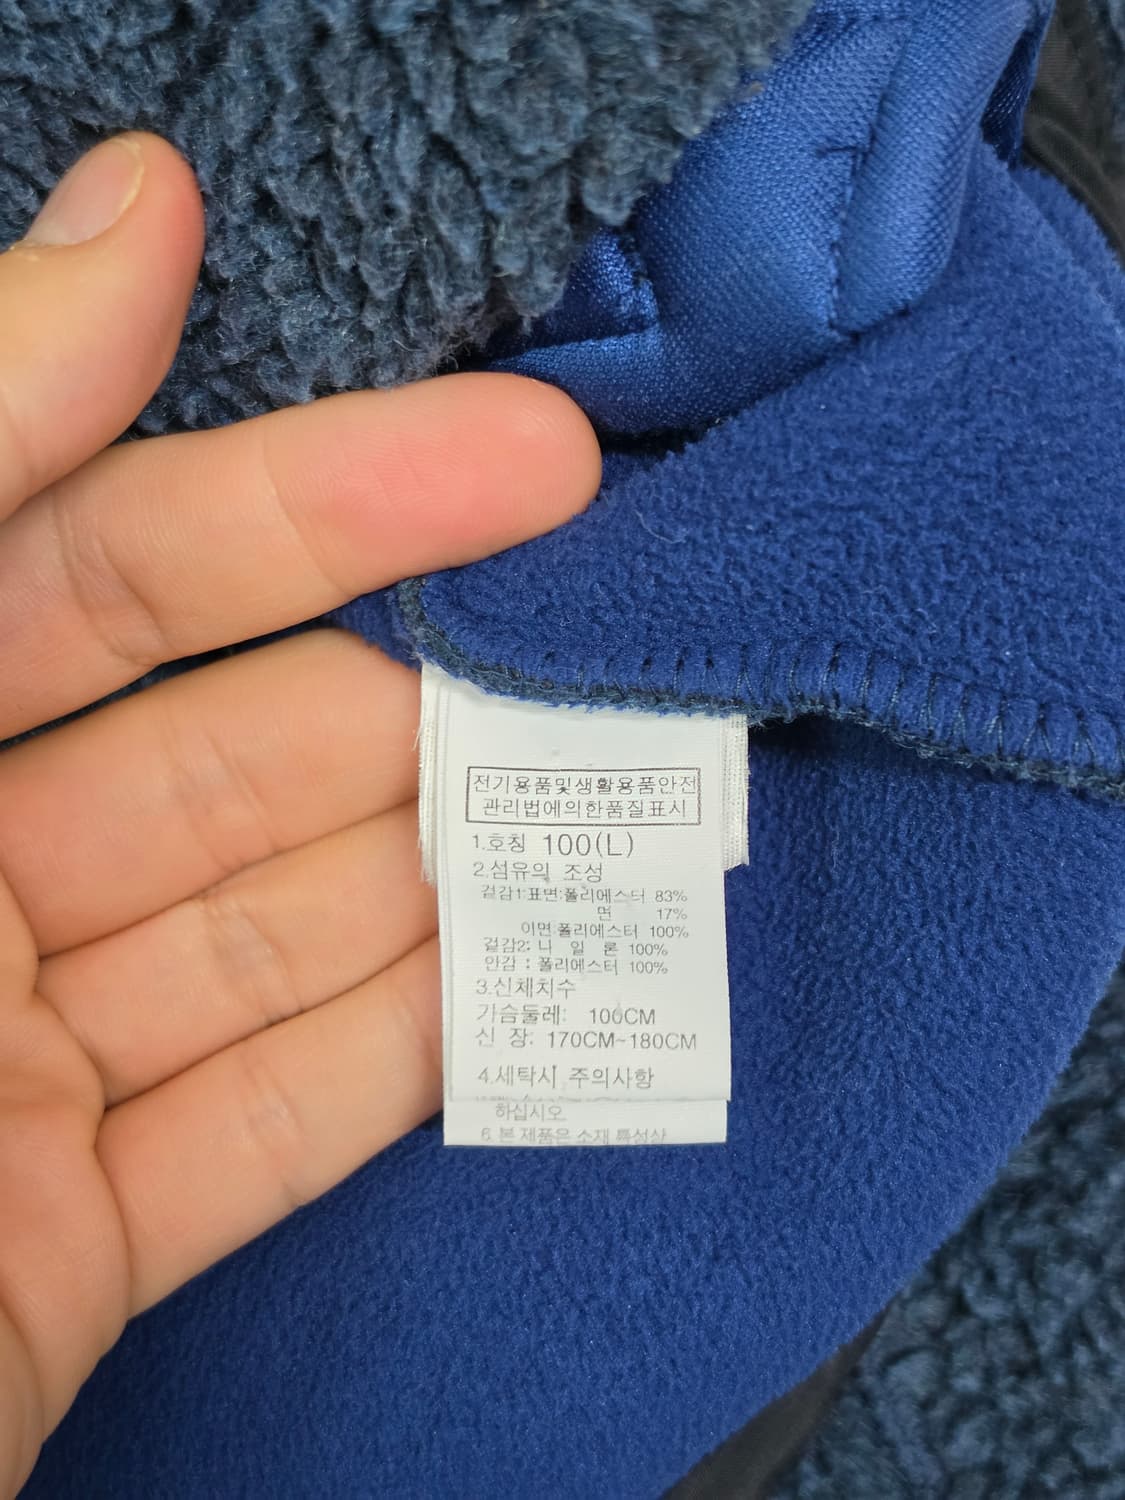 전기용품및생활용품안전
관리법에의한품질표시
1.호칭 100(L)
2.섬유의 조성
겉감1:표면:폴리에스터 83%
면 17%
이면:폴리에스터 100%
겉감2: 나 일 론 100%
안감 : 폴리에스터 100%
3.신체치수
가슴둘레: 100CM
신 장: 170CM~180CM
4.세탁시 주의사항
하십시오
6.본 제품은 소재 특성상